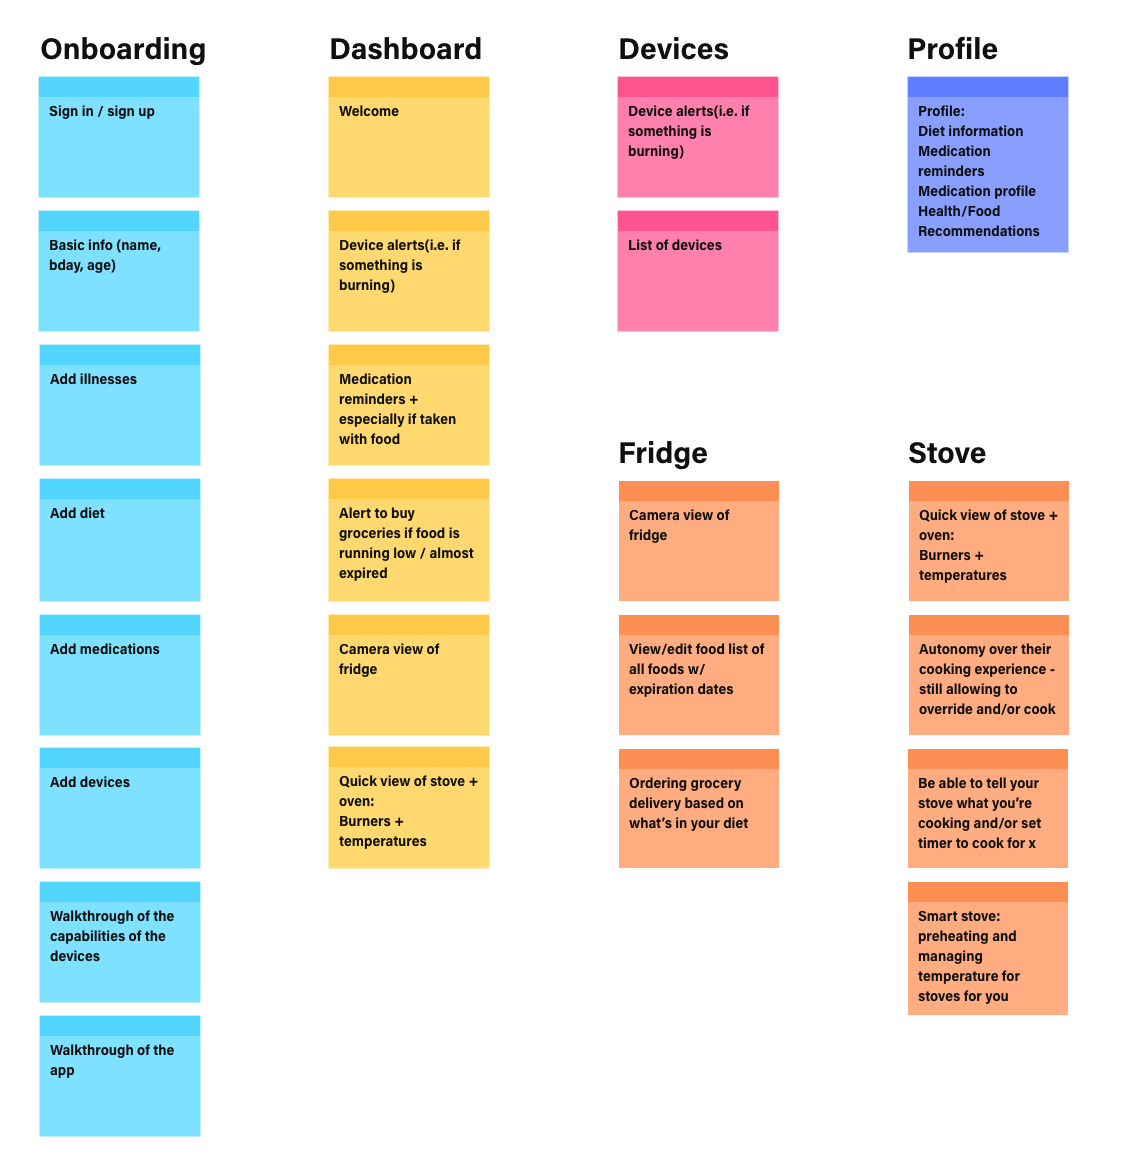 Onboarding
Sign in / sign up
Basic info (name,
bday, age)
Add illnesses
Add diet
Add medications
Add devices
Walkthrough of the
capabilities of the
devices
Walkthrough of the
app
Dashboard
Welcome
Device alerts(i.e. if
something is
burning)
Medication
reminders +
especially if taken
with food
Alert to buy
groceries if food is
running low / almost
expired
Camera view of
fridge
Quick view of stove +
oven:
Burners +
temperatures
Devices
Device alerts(i.e. if
something is
burning)
List of devices
Profile
Profile:
Diet information
Medication
reminders
Medication profile
Health/Food
Recommendations
Fridge
Camera view of
fridge
View/edit food list of
all foods w/
expiration dates
Ordering grocery
delivery based on
what's in your diet
Stove
Quick view of stove +
oven:
Burners +
temperatures
Autonomy over their
cooking experience -
still allowing to
override and/or cook
Be able to tell your
stove what you're
cooking and/or set
timer to cook for x
Smart stove:
preheating and
managing
temperature for
stoves for you